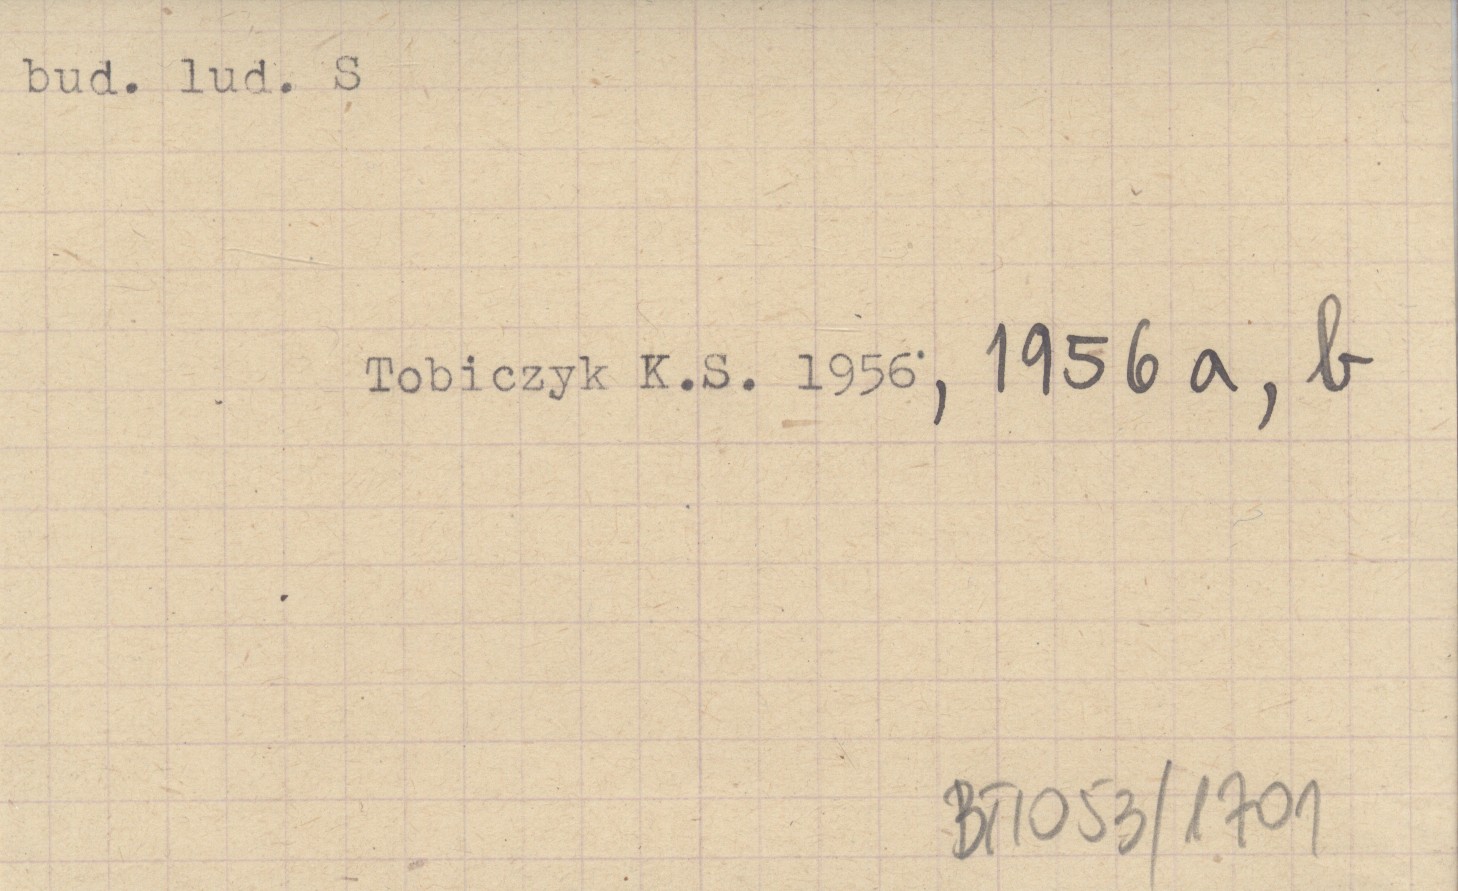 bud. lud. S
Tobiczyk K.S. 1956, 1956 a, b
BT1053/1701